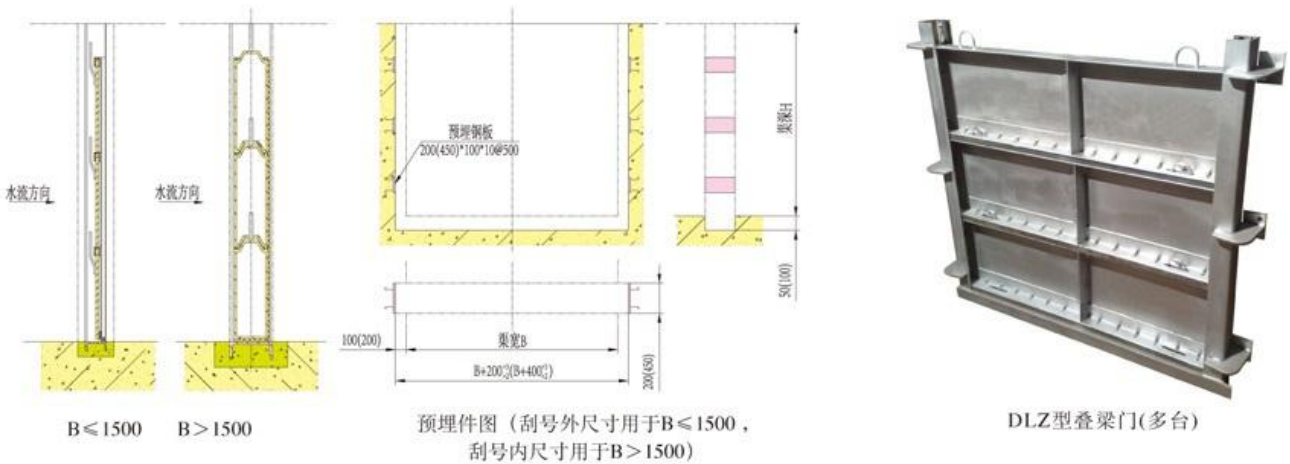 水流方向
水流方向
预埋钢板
200(450)*100*10@500
渠深H
50(100)
100(200)
渠宽B
200(450)
B≤1500
B>1500
预埋件图（刮号外尺寸用于B≤1500，
刮号内尺寸用于B>1500）
DLZ型叠梁门(多台)